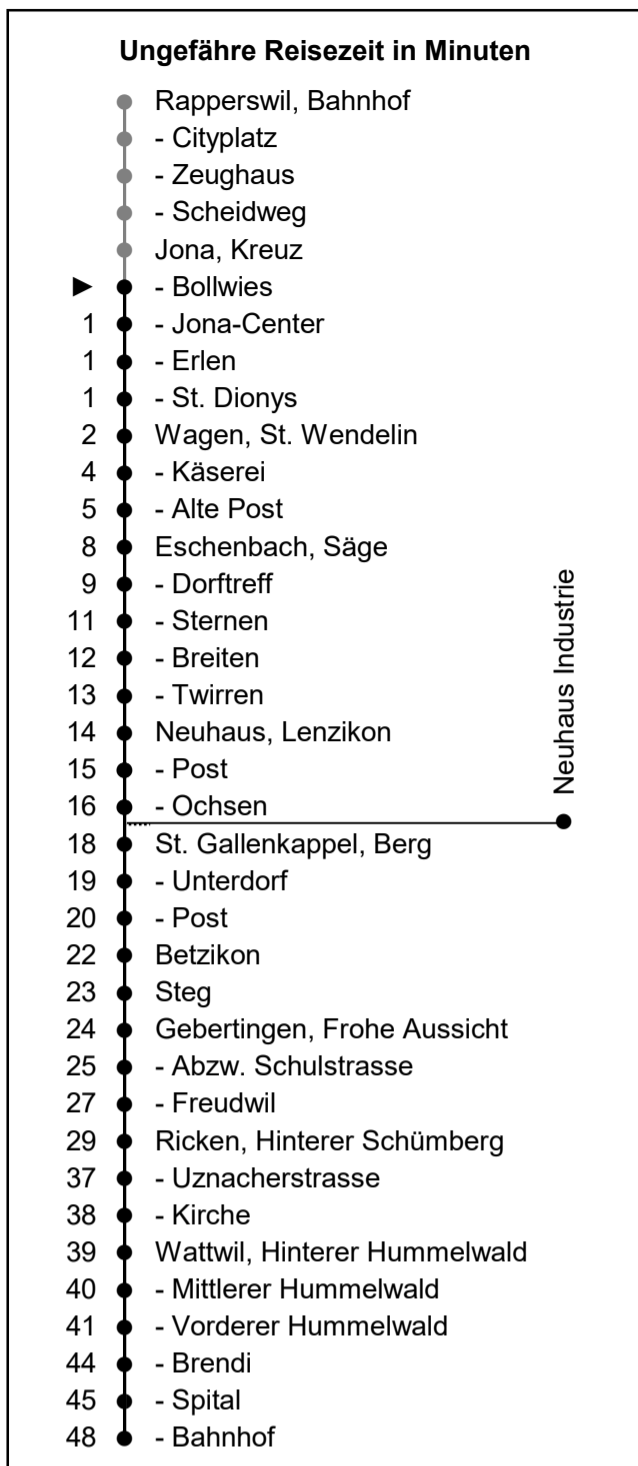 Ungefähre Reisezeit in Minuten
Rapperswil, Bahnhof
- Cityplatz
- Zeughaus
- Scheidweg
Jona, Kreuz
- Bollwies
1 - Jona-Center
1 - Erlen
1 - St. Dionys
2 Wagen, St. Wendelin
4 - Käserei
5 - Alte Post
8 Eschenbach, Säge
9 - Dorftreff
11 - Sternen
12 - Breiten
13 - Twirren
14 Neuhaus, Lenzikon
15 - Post
16 - Ochsen
Neuhaus Industrie
18 St. Gallenkappel, Berg
19 - Unterdorf
20 - Post
22 Betzikon
23 Steg
24 Gebertingen, Frohe Aussicht
25 - Abzw. Schulstrasse
27 - Freudwil
29 Ricken, Hinterer Schümberg
37 - Uznacherstrasse
38 - Kirche
39 Wattwil, Hinterer Hummelwald
40 - Mittlerer Hummelwald
41 - Vorderer Hummelwald
44 - Brendi
45 - Spital
48 - Bahnhof